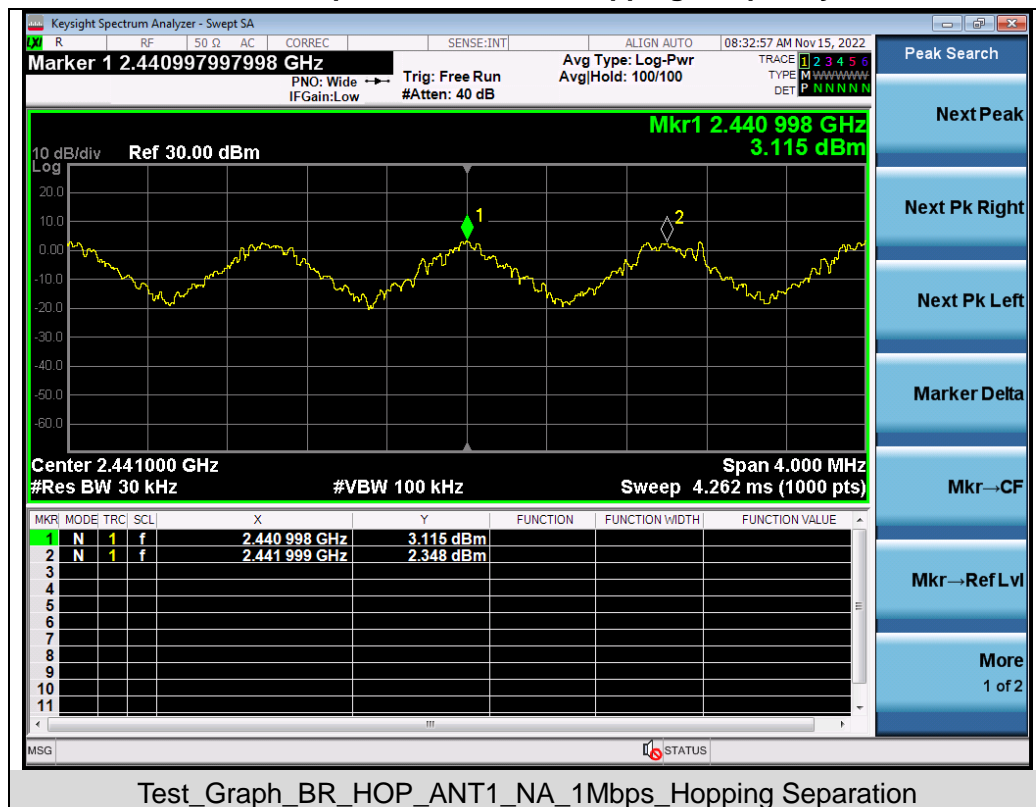 Keysight Spectrum Analyzer - Swept SA
LXI R RF 50 Ω AC CORREC SENSE:INT ALIGN AUTO 08:32:57 AM Nov 15, 2022
Marker 1 2.440997997998 GHz
PNO: Wide
IFGain:Low
Trig: Free Run
#Atten: 40 dB
Avg Type: Log-Pwr
Avg|Hold: 100/100
TRACE 1 2 3 4 5 6
TYPE M WWWWW
DET P N N N N N
Peak Search
Next Peak
Next Pk Right
Next Pk Left
Marker Delta
Mkr→CF
Mkr→Ref Lvl
More
1 of 2
Mkr1 2.440 998 GHz
3.115 dBm
10 dB/div Ref 30.00 dBm
Log
20.0
10.0
0.00
-10.0
-20.0
-30.0
-40.0
-50.0
-60.0
1
2
Center 2.441000 GHz Span 4.000 MHz
#Res BW 30 kHz #VBW 100 kHz Sweep 4.262 ms (1000 pts)
MKR MODE TRC SCL X Y FUNCTION FUNCTION WIDTH FUNCTION VALUE
1 N 1 f 2.440 998 GHz 3.115 dBm
2 N 1 f 2.441 999 GHz 2.348 dBm
3
4
5
6
7
8
9
10
11
MSG STATUS
Test_Graph_BR_HOP_ANT1_NA_1Mbps_Hopping Separation